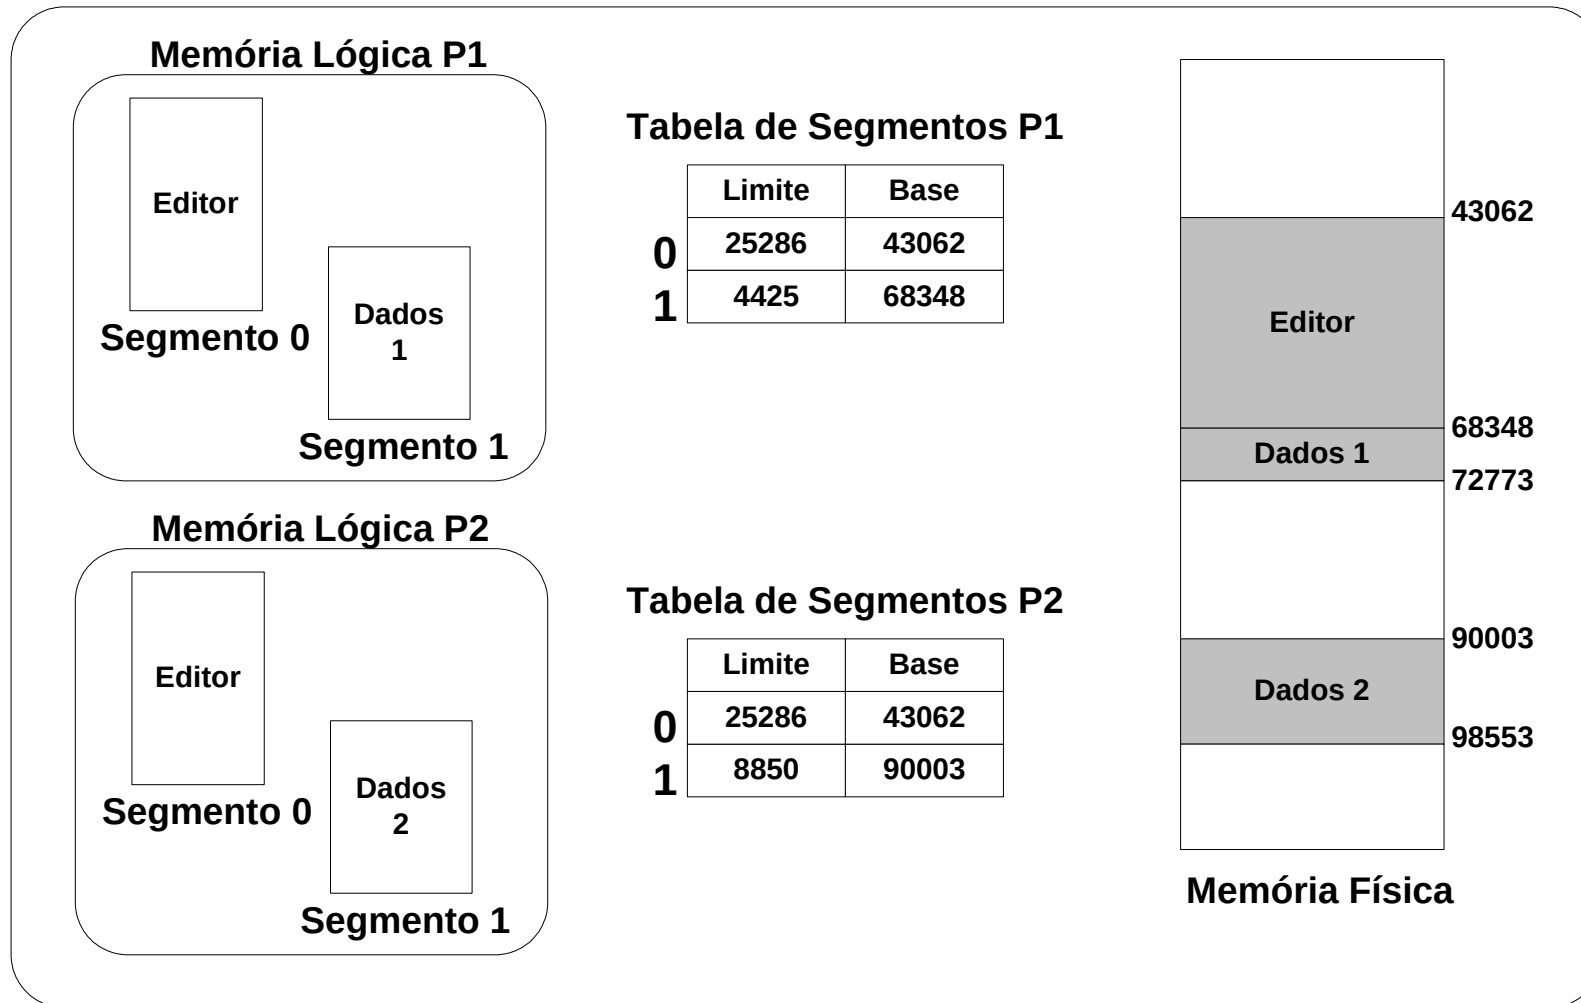 Memória Lógica P1
Editor
Segmento 0
Dados
1
Segmento 1
Tabela de Segmentos P1
Limite Base
0 25286 43062
1 4425 68348
Memória Lógica P2
Editor
Segmento 0
Dados
2
Segmento 1
Tabela de Segmentos P2
Limite Base
0 25286 43062
1 8850 90003
43062
Editor
68348
Dados 1
72773
90003
Dados 2
98553
Memória Física